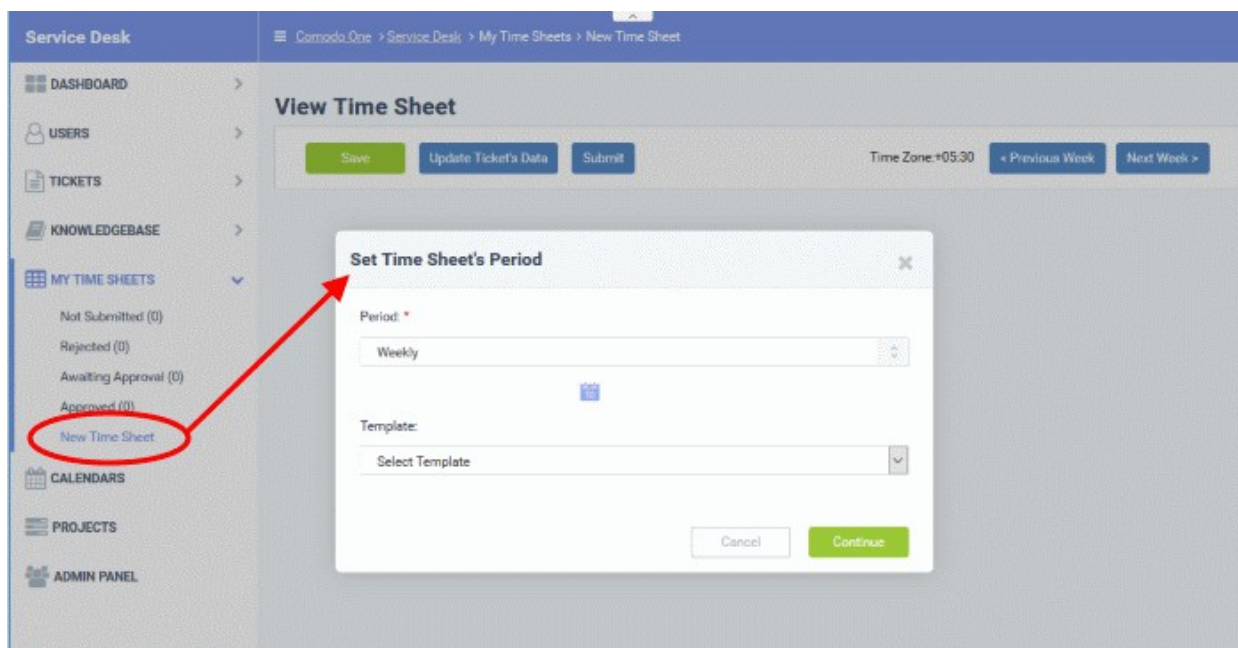 Service Desk
Comodo One > Service Desk > My Time Sheets > New Time Sheet
DASHBOARD
USERS
TICKETS
KNOWLEDGEBASE
MY TIME SHEETS
Not Submitted (0)
Rejected (0)
Awaiting Approval (0)
Approved (0)
New Time Sheet
CALENDARS
PROJECTS
ADMIN PANEL
View Time Sheet
Save Update Ticket's Data Submit Time Zone:+05:30 « Previous Week Next Week »
Set Time Sheet's Period
Period: *
Weekly
Template:
Select Template
Cancel Continue